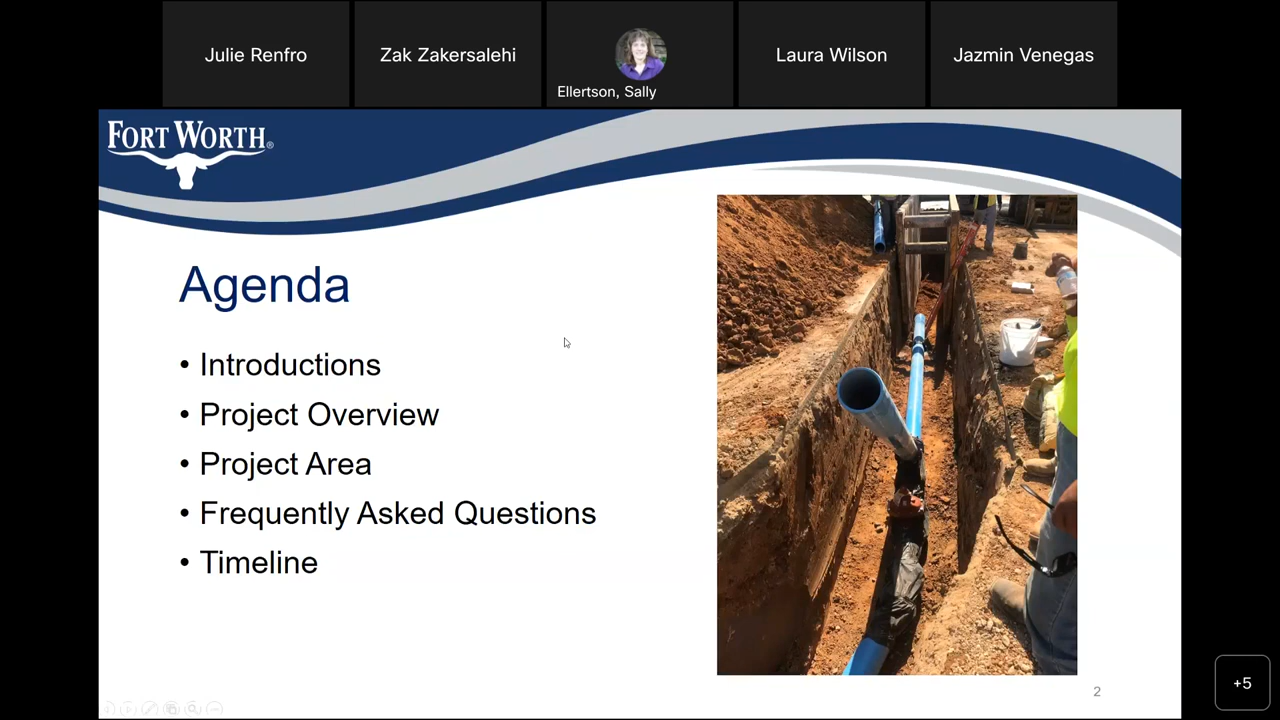 Julie Renfro
Zak Zakersalehi
Ellertson, Sally
Laura Wilson
Jazmin Venegas
FORT WORTH®
Agenda
• Introductions
• Project Overview
• Project Area
• Frequently Asked Questions
• Timeline
2
+5